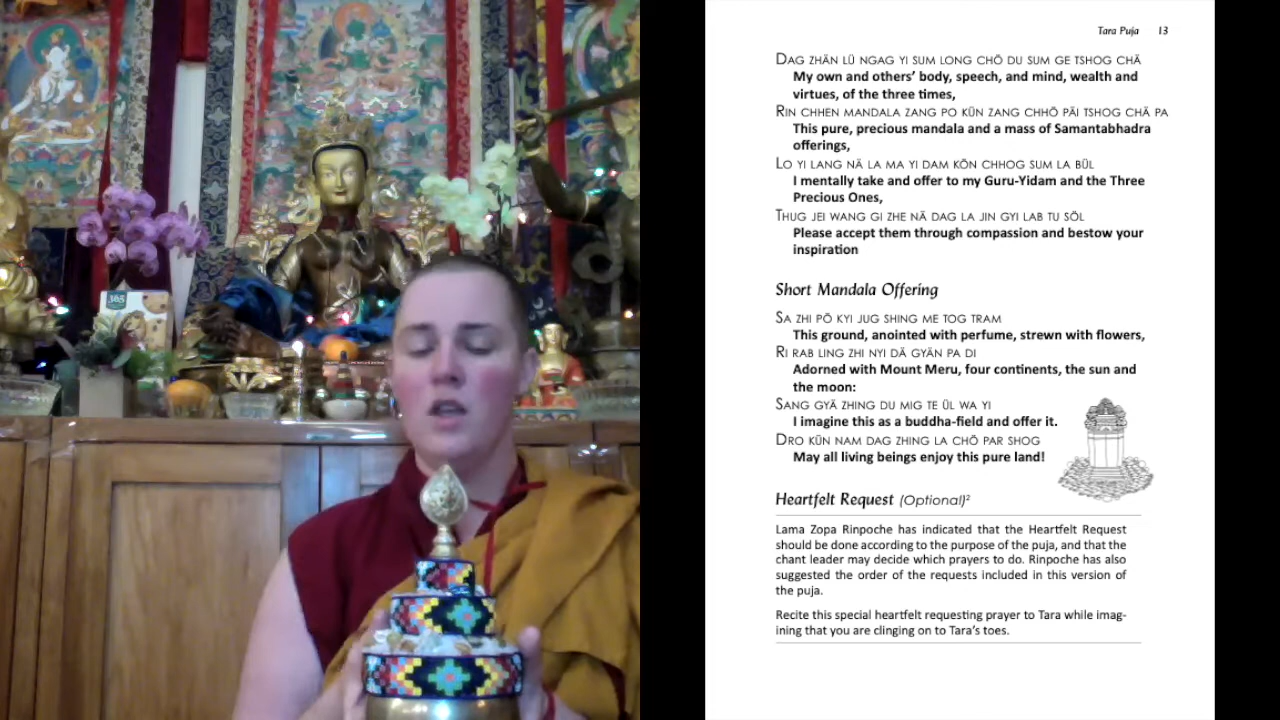 Tara Puja 13
DAG ZHÄN LÜ NGAG YI SUM LONG CHÖ DU SUM GE TSHOG CHÄ
My own and others' body, speech, and mind, wealth and
virtues, of the three times,
RIN CHHEN MANDALA ZANG PO KÜN ZANG CHHÖ PÄI TSHOG CHÄ PA
This pure, precious mandala and a mass of Samantabhadra
offerings,
LO YI LANG NÄ LA MA YI DAM KÖN CHHOG SUM LA BÜL
I mentally take and offer to my Guru-Yidam and the Three
Precious Ones,
THUG JEI WANG GI ZHE NÄ DAG LA JIN GYI LAB TU SÖL
Please accept them through compassion and bestow your
inspiration
Short Mandala Offering
SA ZHI PÖ KYI JUG SHING ME TOG TRAM
This ground, anointed with perfume, strewn with flowers,
RI RAB LING ZHI NYI DÄ GYÄN PA DI
Adorned with Mount Meru, four continents, the sun and
the moon:
SANG GYÄ ZHING DU MIG TE ÜL WA YI
I imagine this as a buddha-field and offer it.
DRO KÜN NAM DAG ZHING LA CHÖ PAR SHOG
May all living beings enjoy this pure land!
Heartfelt Request (Optional)²
Lama Zopa Rinpoche has indicated that the Heartfelt Request
should be done according to the purpose of the puja, and that the
chant leader may decide which prayers to do. Rinpoche has also
suggested the order of the requests included in this version of
the puja.
Recite this special heartfelt requesting prayer to Tara while imag-
ining that you are clinging on to Tara's toes.
365